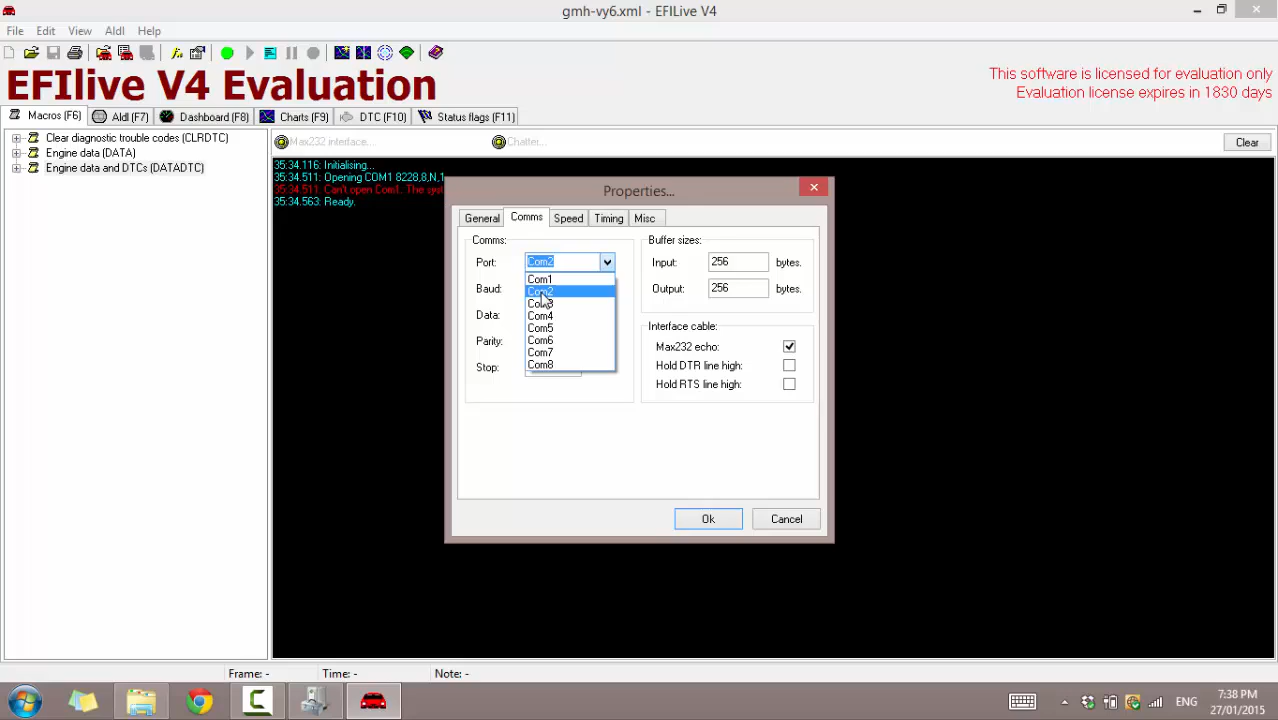 gmh-vy6.xml - EFILive V4
File Edit View Aldl Help
EFIlive V4 Evaluation
This software is licensed for evaluation only
Evaluation license expires in 1830 days
Macros (F6) Aldl (F7) Dashboard (F8) Charts (F9) DTC (F10) Status flags (F11)
Clear diagnostic trouble codes (CLRDTC)
Engine data (DATA)
Engine data and DTCs (DATADTC)
Max232 interface... Chatter... Clear
35:34.116: Initialising...
35:34.511: Opening COM1 8228,8,N,1
35:34.511: Can't open Com1. The sys
35:34.563: Ready.
Properties...
General Comms Speed Timing Misc
Comms:
Port: Com2
Com1
Com2
Com3
Com4
Com5
Com6
Com7
Com8
Baud:
Data:
Parity:
Stop:
Buffer sizes:
Input: 256 bytes.
Output: 256 bytes.
Interface cable:
Max232 echo:
Hold DTR line high:
Hold RTS line high:
Ok Cancel
Frame: - Time: - Note: -
ENG
7:38 PM
27/01/2015